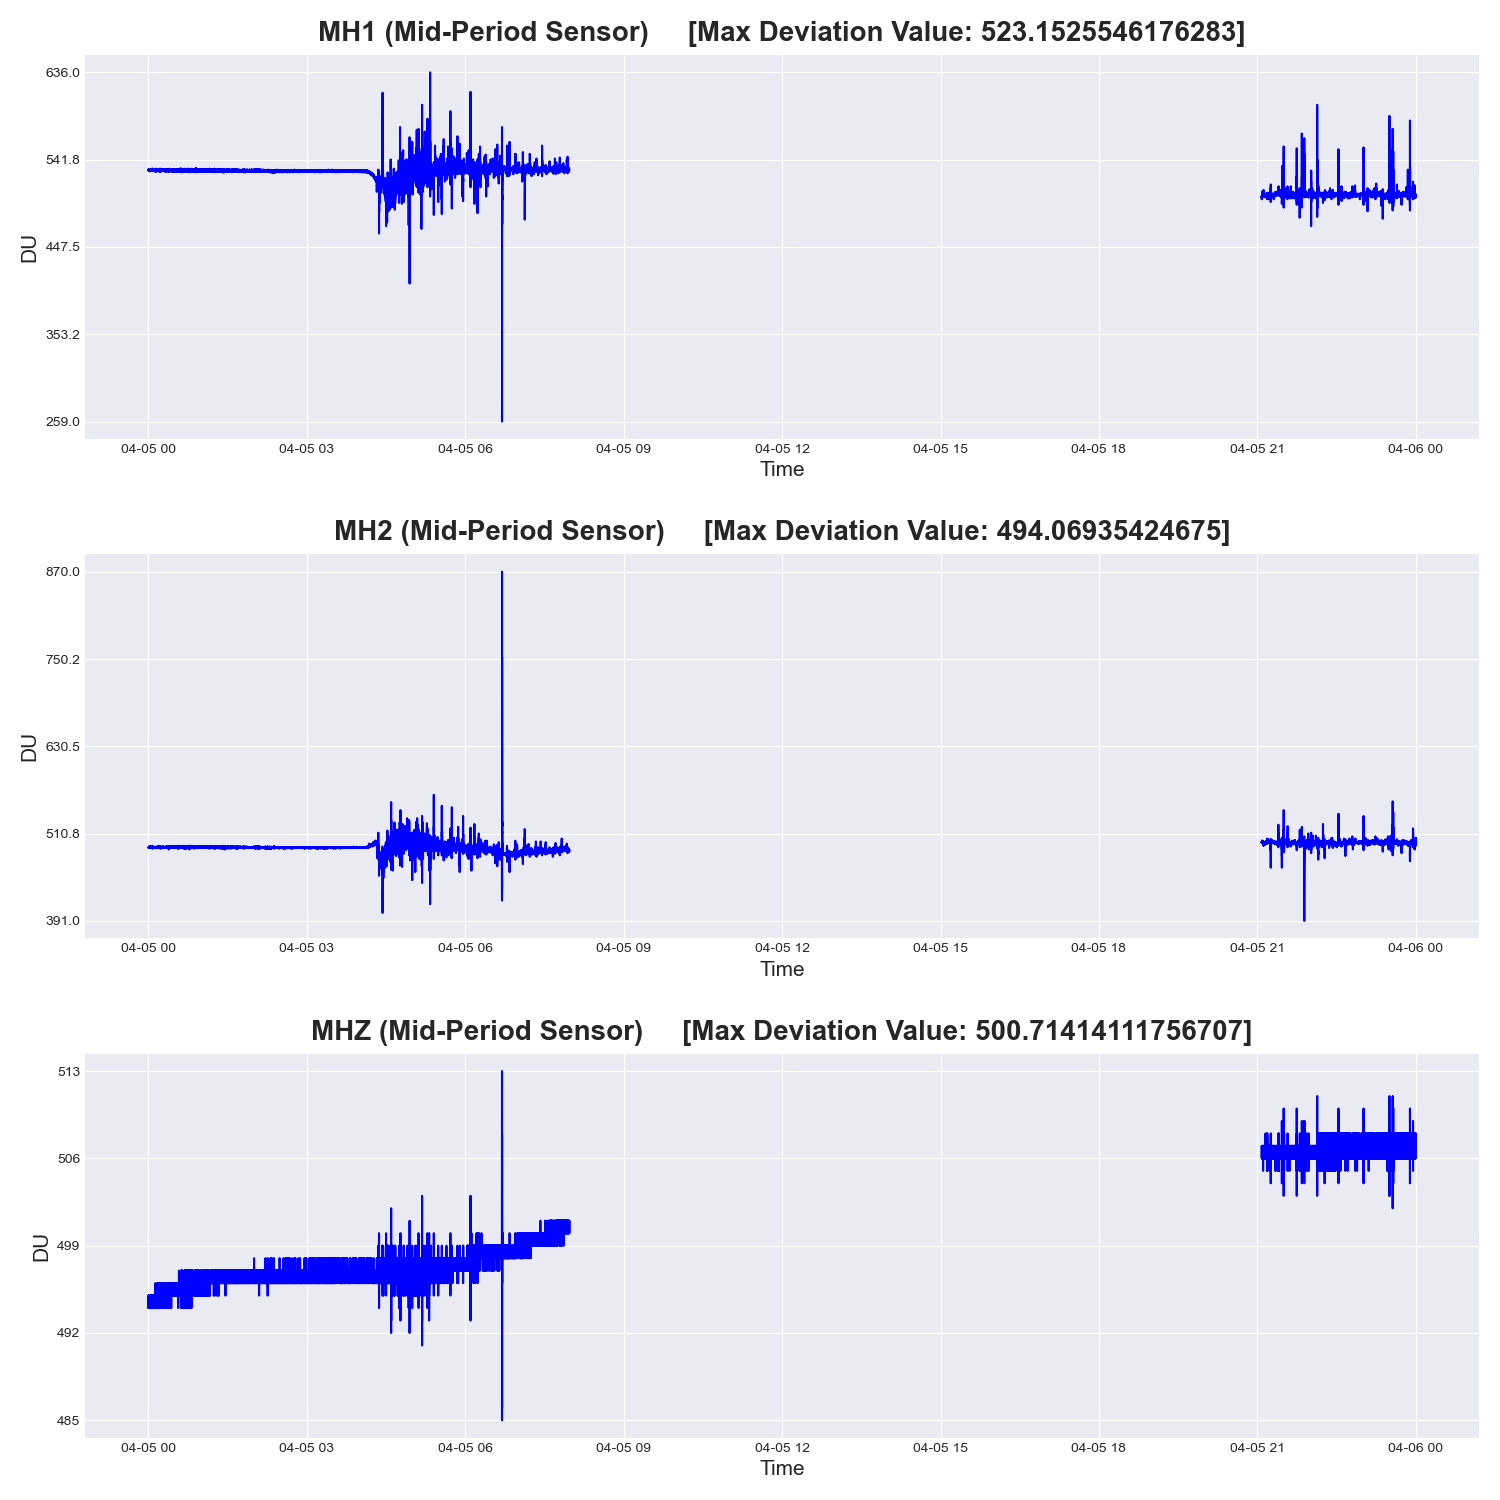 MH1 (Mid-Period Sensor) [Max Deviation Value: 523.1525546176283]
636.0
541.8
447.5
353.2
259.0
DU
04-05 00 04-05 03 04-05 06 04-05 09 04-05 12 04-05 15 04-05 18 04-05 21 04-06 00
Time
MH2 (Mid-Period Sensor) [Max Deviation Value: 494.06935424675]
870.0
750.2
630.5
510.8
391.0
DU
04-05 00 04-05 03 04-05 06 04-05 09 04-05 12 04-05 15 04-05 18 04-05 21 04-06 00
Time
MHZ (Mid-Period Sensor) [Max Deviation Value: 500.71414111756707]
513
506
499
492
485
DU
04-05 00 04-05 03 04-05 06 04-05 09 04-05 12 04-05 15 04-05 18 04-05 21 04-06 00
Time